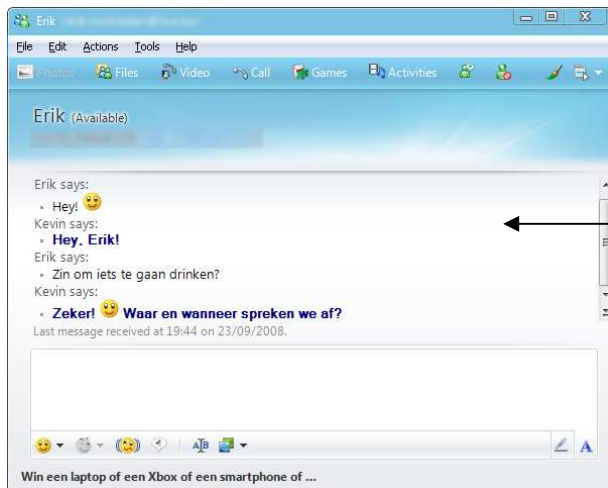 Erik
File Edit Actions Tools Help
Photos Files Video Call Games Activities
Erik (Available)
Erik says:
Hey!
Kevin says:
Hey, Erik!
Erik says:
Zin om iets te gaan drinken?
Kevin says:
Zeker! Waar en wanneer spreken we af?
Last message received at 19:44 on 23/09/2008.
Win een laptop of een Xbox of een smartphone of ...